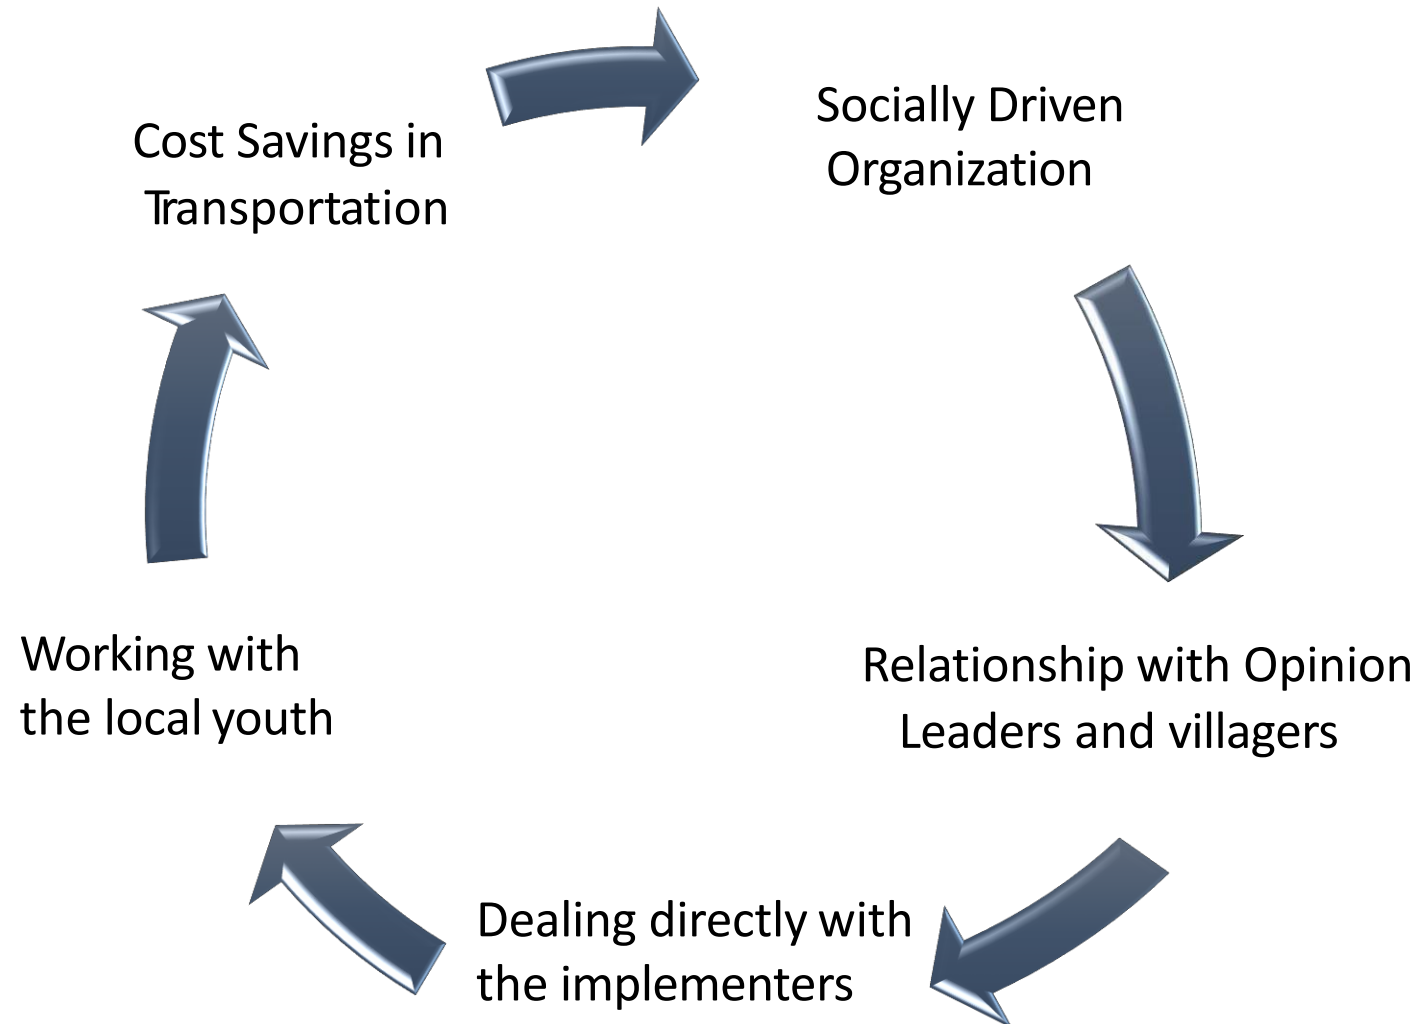 Cost Savings in
Transportation
Socially Driven
Organization
Relationship with Opinion
Leaders and villagers
Dealing directly with
the implementers
Working with
the local youth